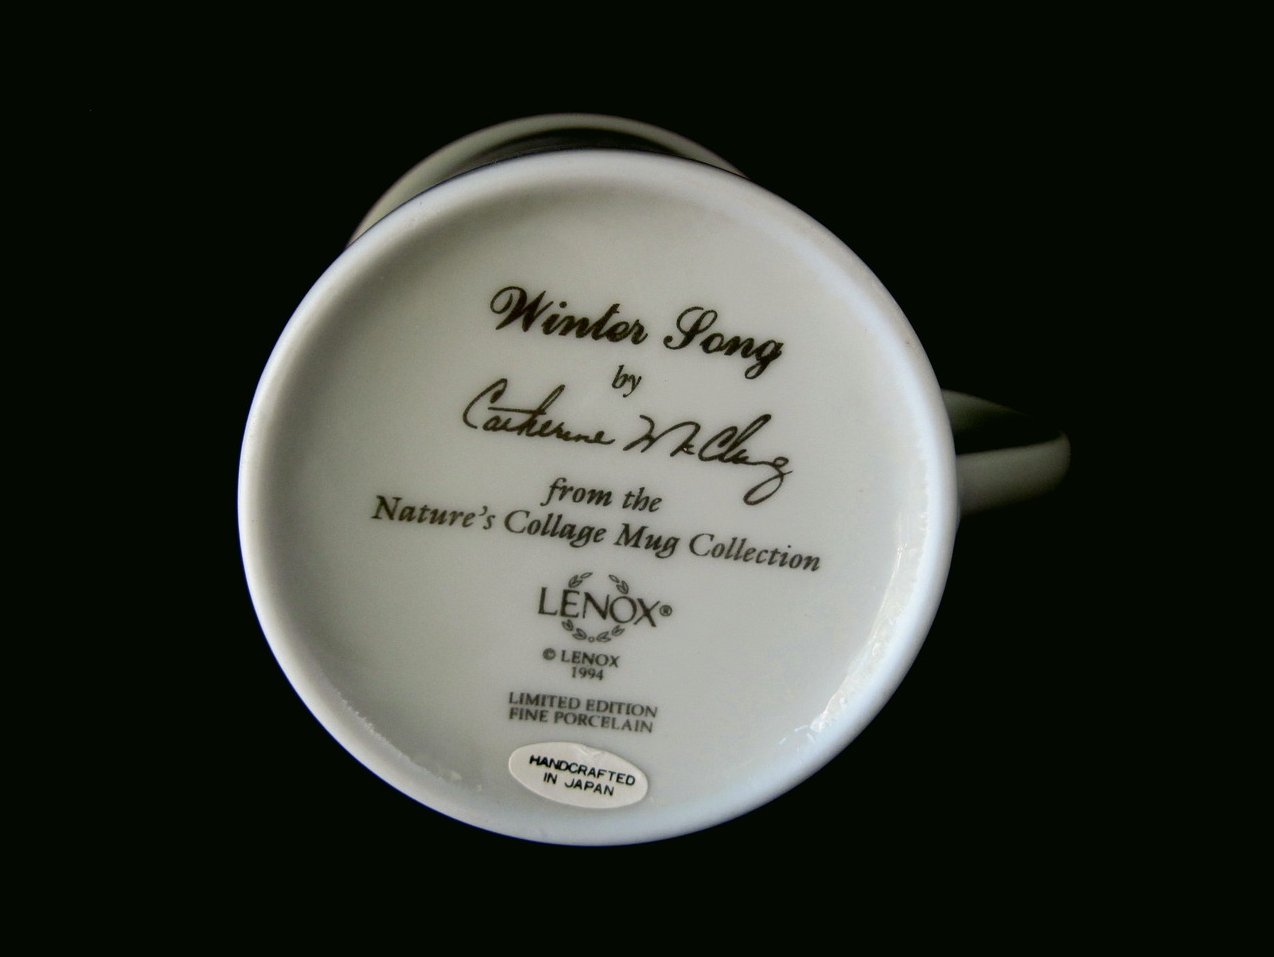 Winter Song
by
Catherine McClung
from the
Nature's Collage Mug Collection
LENOX®
© LENOX
1994
LIMITED EDITION
FINE PORCELAIN
HANDCRAFTED
IN JAPAN